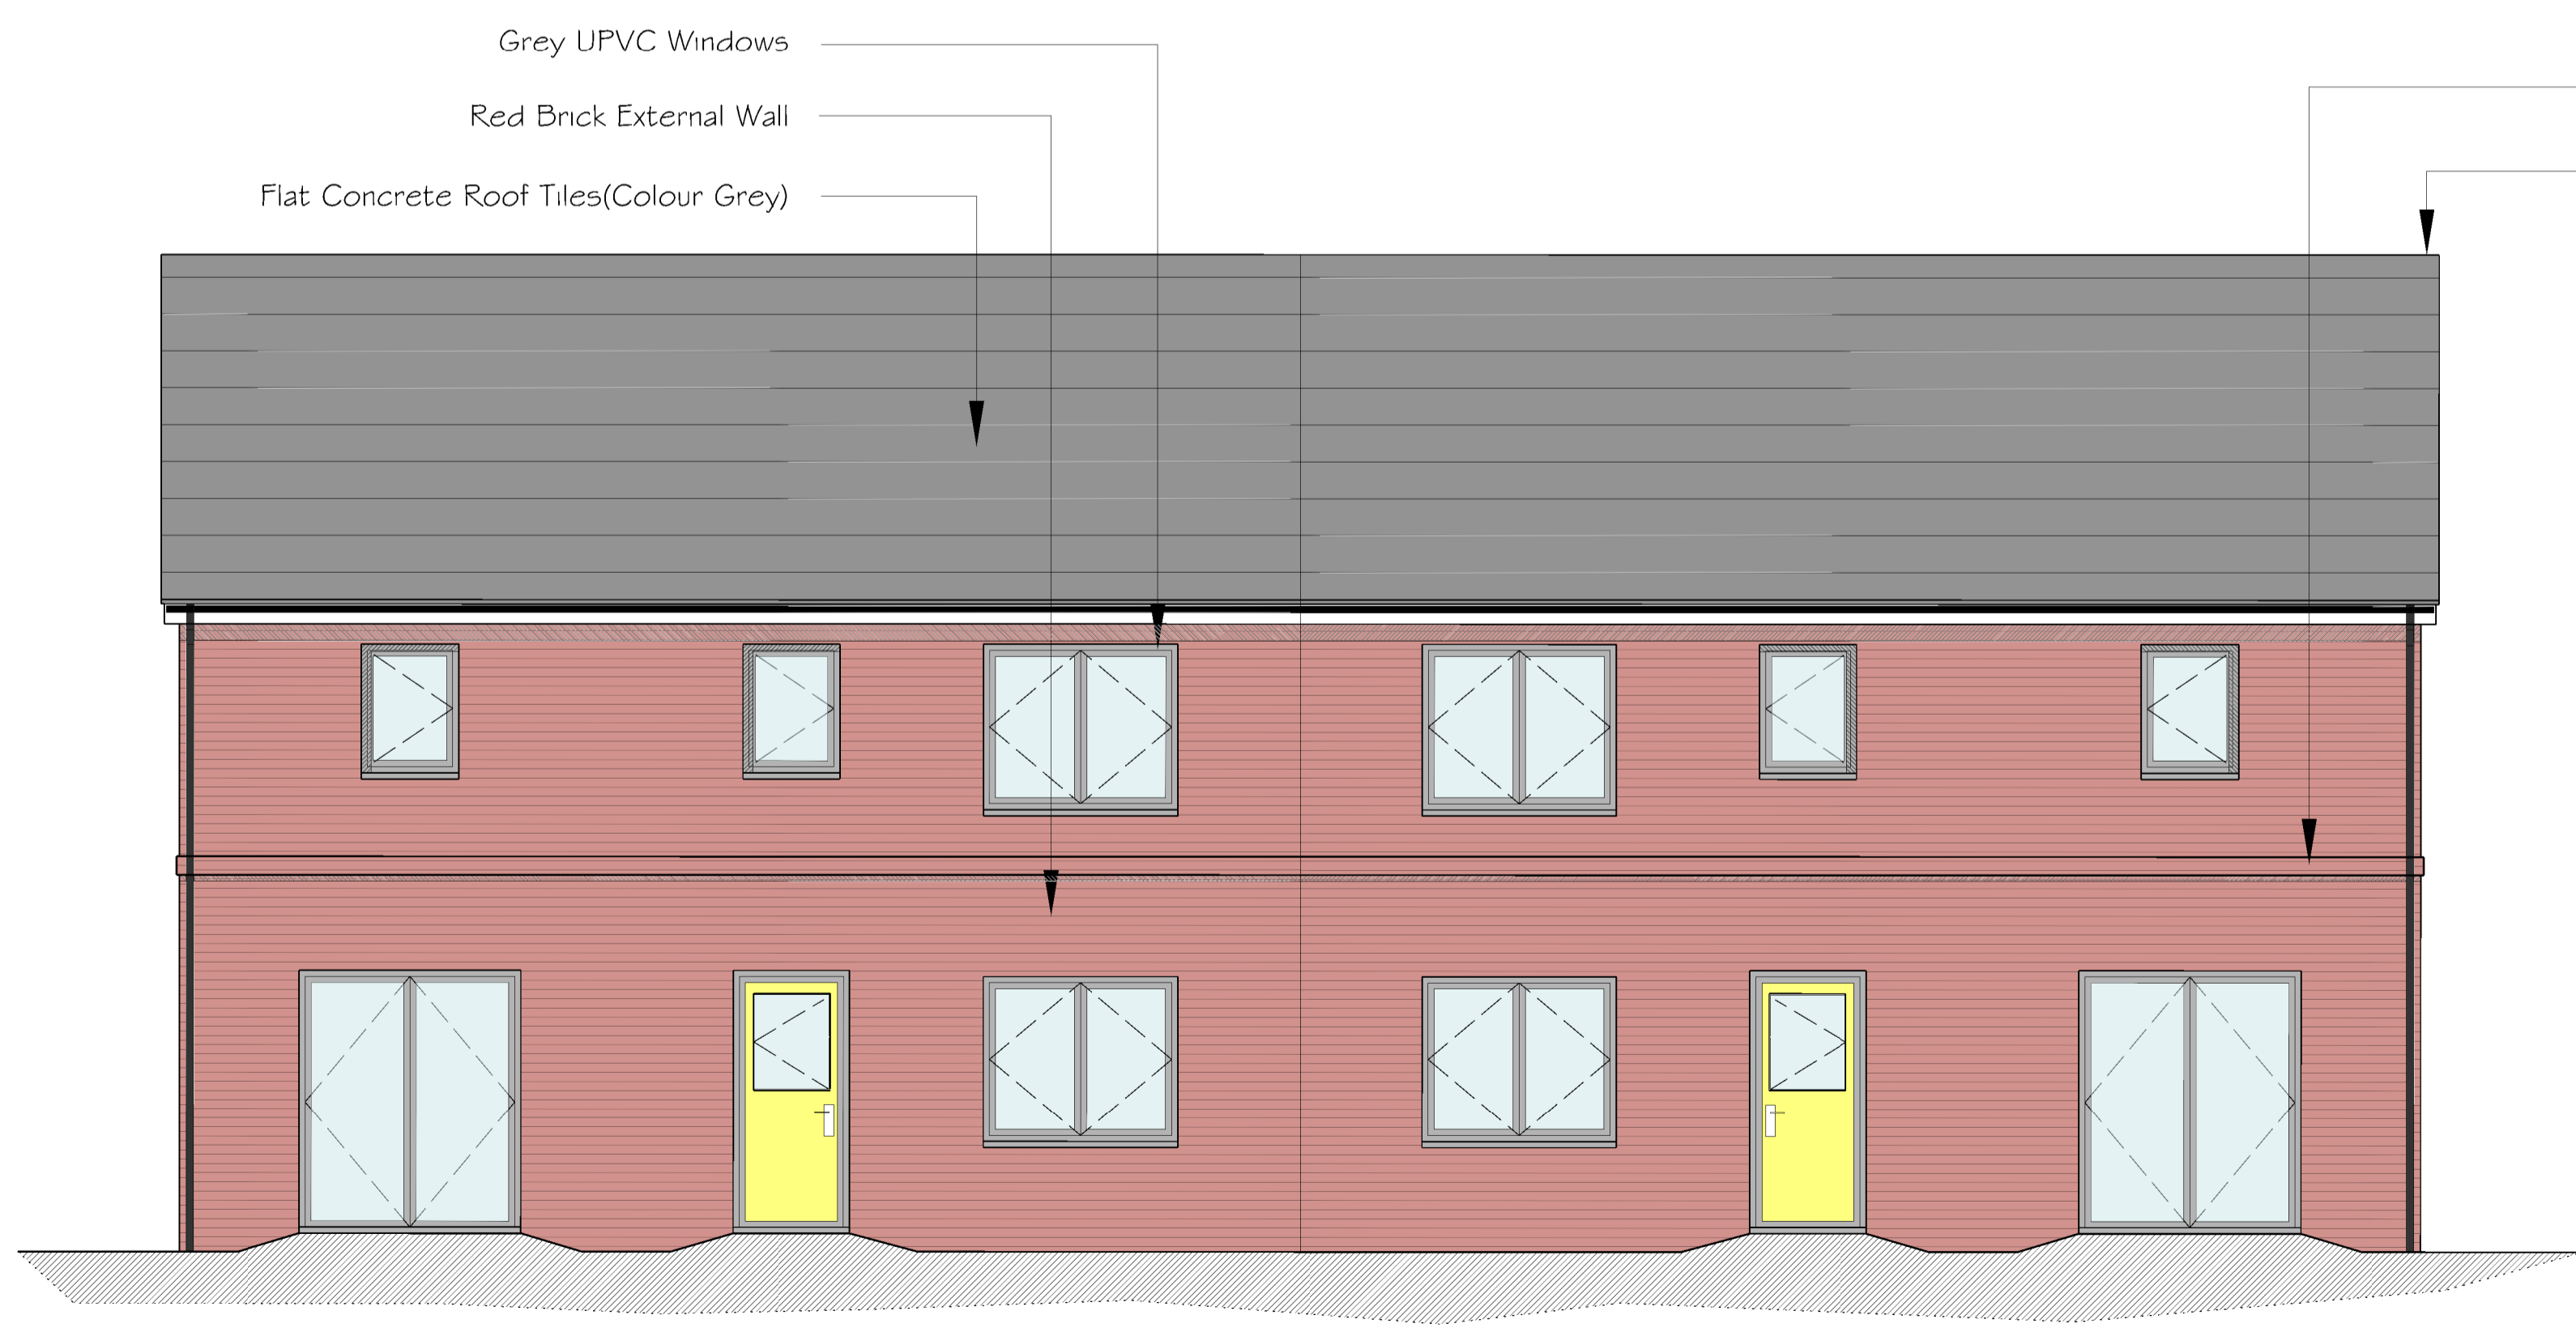 Grey UPVC Windows
Red Brick External Wall
Flat Concrete Roof Tiles(Colour Grey)